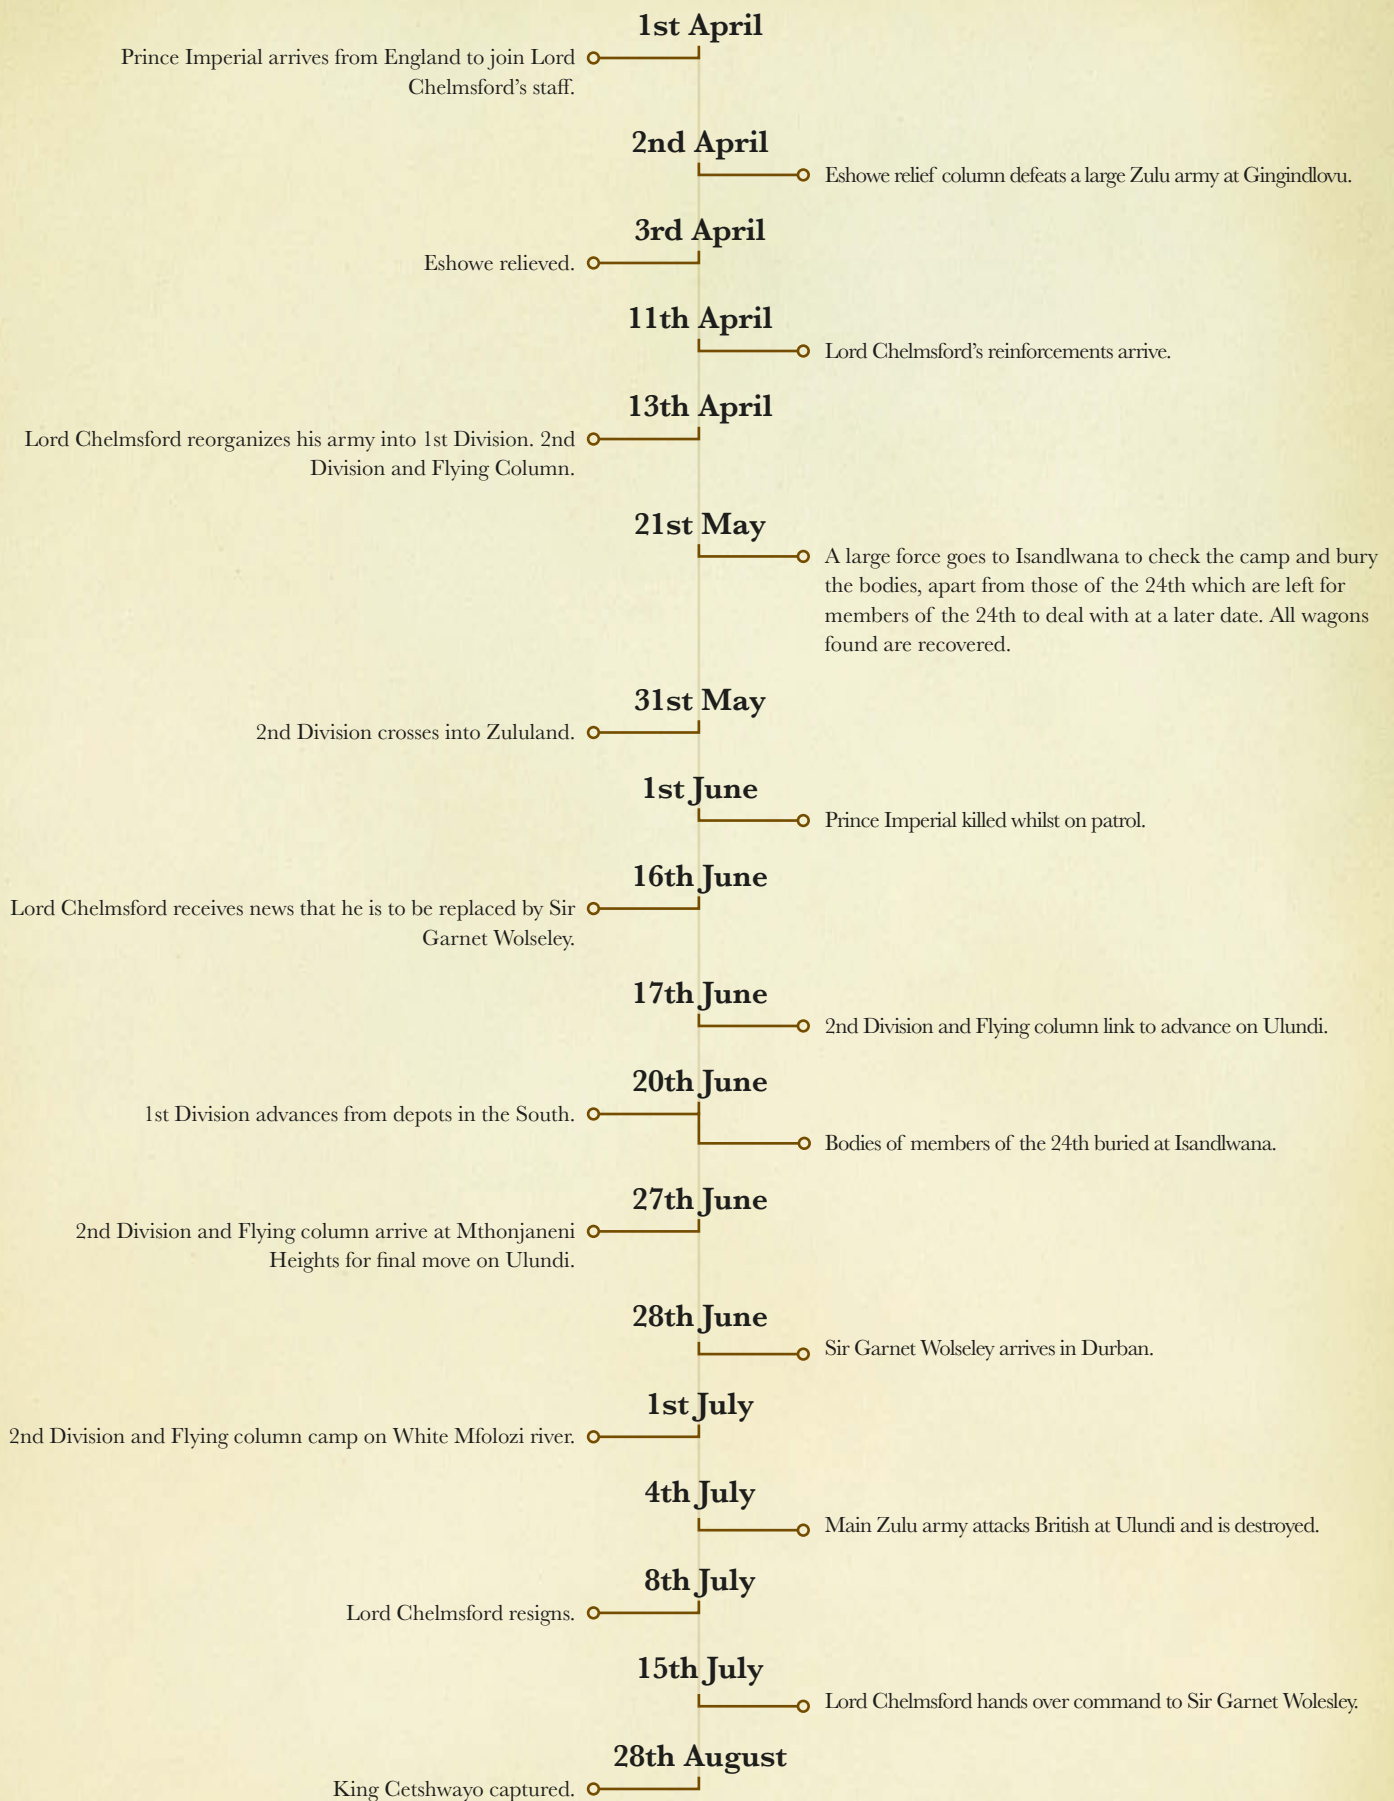 1st April
Prince Imperial arrives from England to join Lord
Chelmsford’s staff.
2nd April
Eshowe relief column defeats a large Zulu army at Gingindlovu.
3rd April
Eshowe relieved.
11th April
Lord Chelmsford’s reinforcements arrive.
13th April
Lord Chelmsford reorganizes his army into 1st Division. 2nd
Division and Flying Column.
21st May
A large force goes to Isandlwana to check the camp and bury
the bodies, apart from those of the 24th which are left for
members of the 24th to deal with at a later date. All wagons
found are recovered.
31st May
2nd Division crosses into Zululand.
1st June
Prince Imperial killed whilst on patrol.
16th June
Lord Chelmsford receives news that he is to be replaced by Sir
Garnet Wolseley.
17th June
2nd Division and Flying column link to advance on Ulundi.
20th June
1st Division advances from depots in the South.
Bodies of members of the 24th buried at Isandlwana.
27th June
2nd Division and Flying column arrive at Mthonjaneni
Heights for final move on Ulundi.
28th June
Sir Garnet Wolseley arrives in Durban.
1st July
2nd Division and Flying column camp on White Mfolozi river.
4th July
Main Zulu army attacks British at Ulundi and is destroyed.
8th July
Lord Chelmsford resigns.
15th July
Lord Chelmsford hands over command to Sir Garnet Wolesley.
28th August
King Cetshwayo captured.